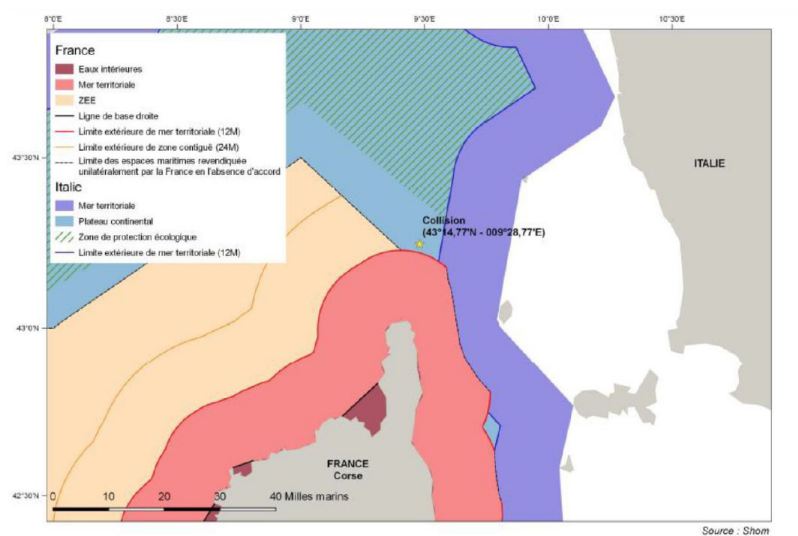 8°0'E 8°30'E 9°0'E 9°30'E 10°0'E 10°30'E
France
Eaux intérieures
Mer territoriale
ZEE
Ligne de base droite
Limite extérieure de mer territoriale (12M)
Limite extérieure de zone contiguë (24M)
Limite des espaces maritimes revendiquée
unilatéralement par la France en l'absence d'accord
Italie
Mer territoriale
Plateau continental
Zone de protection écologique
Limite extérieure de mer territoriale (12M)
43°30'N
ITALIE
Collision
(43°14,77'N - 009°28,77'E)
43°0'N
FRANCE
Corse
42°30'N
0 10 20 30 40 Milles marins
Source : Shom